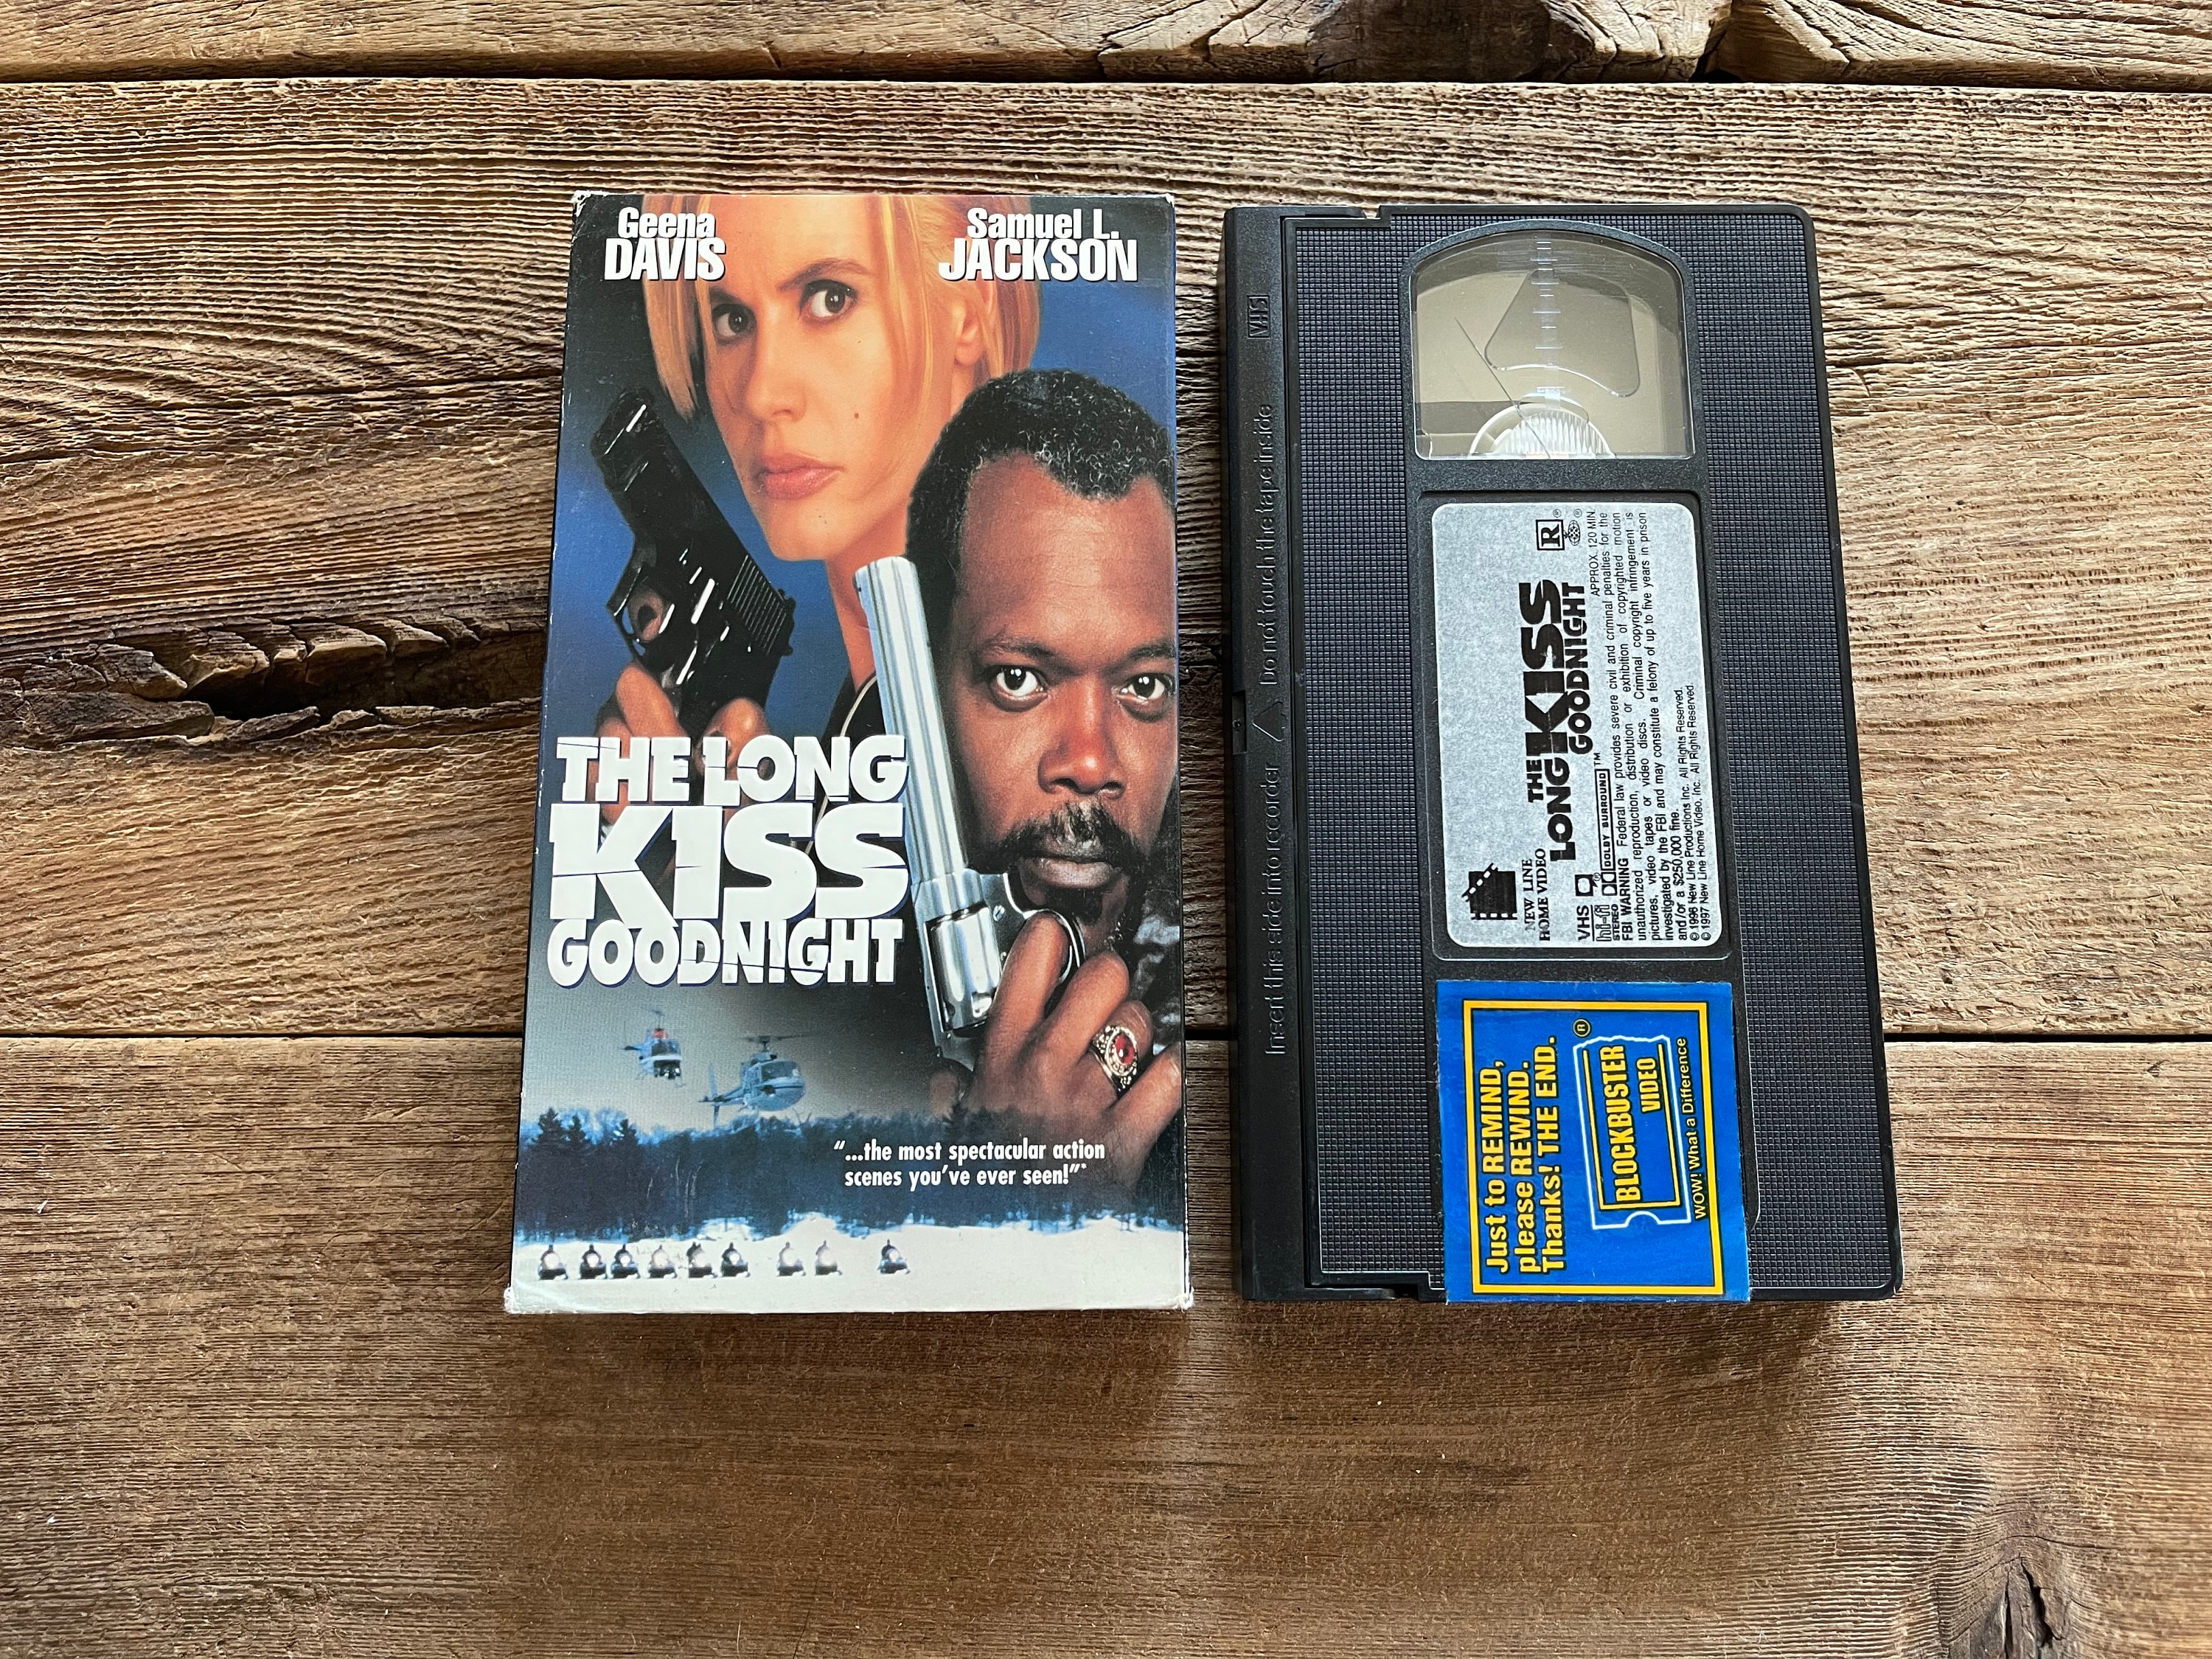 Geena
DAVIS
Samuel L.
JACKSON
THE LONG
KISS
GOODNIGHT
"...the most spectacular action
scenes you've ever seen!"*
VHS
Do not touch the tape inside
Insert this side into recorder
NEW LINE
HOME VIDEO
THE
LONG KISS
GOODNIGHT
R®
®
VHS ®
hi-fi
STEREO
DOLBY SURROUND™
APPROX. 120 MIN.
FBI WARNING Federal law provides severe civil and criminal penalties for the
unauthorized reproduction, distribution or exhibition of copyrighted motion
pictures, video tapes or video discs. Criminal copyright infringement is
investigated by the FBI and may constitute a felony of up to five years in prison
and/or a $250,000 fine.
© 1996 New Line Productions Inc. All Rights Reserved.
© 1997 New Line Home Video, Inc. All Rights Reserved.
Just to REMIND,
please REWIND.
Thanks! THE END.
®
BLOCKBUSTER
VIDEO
WOW! What a Difference